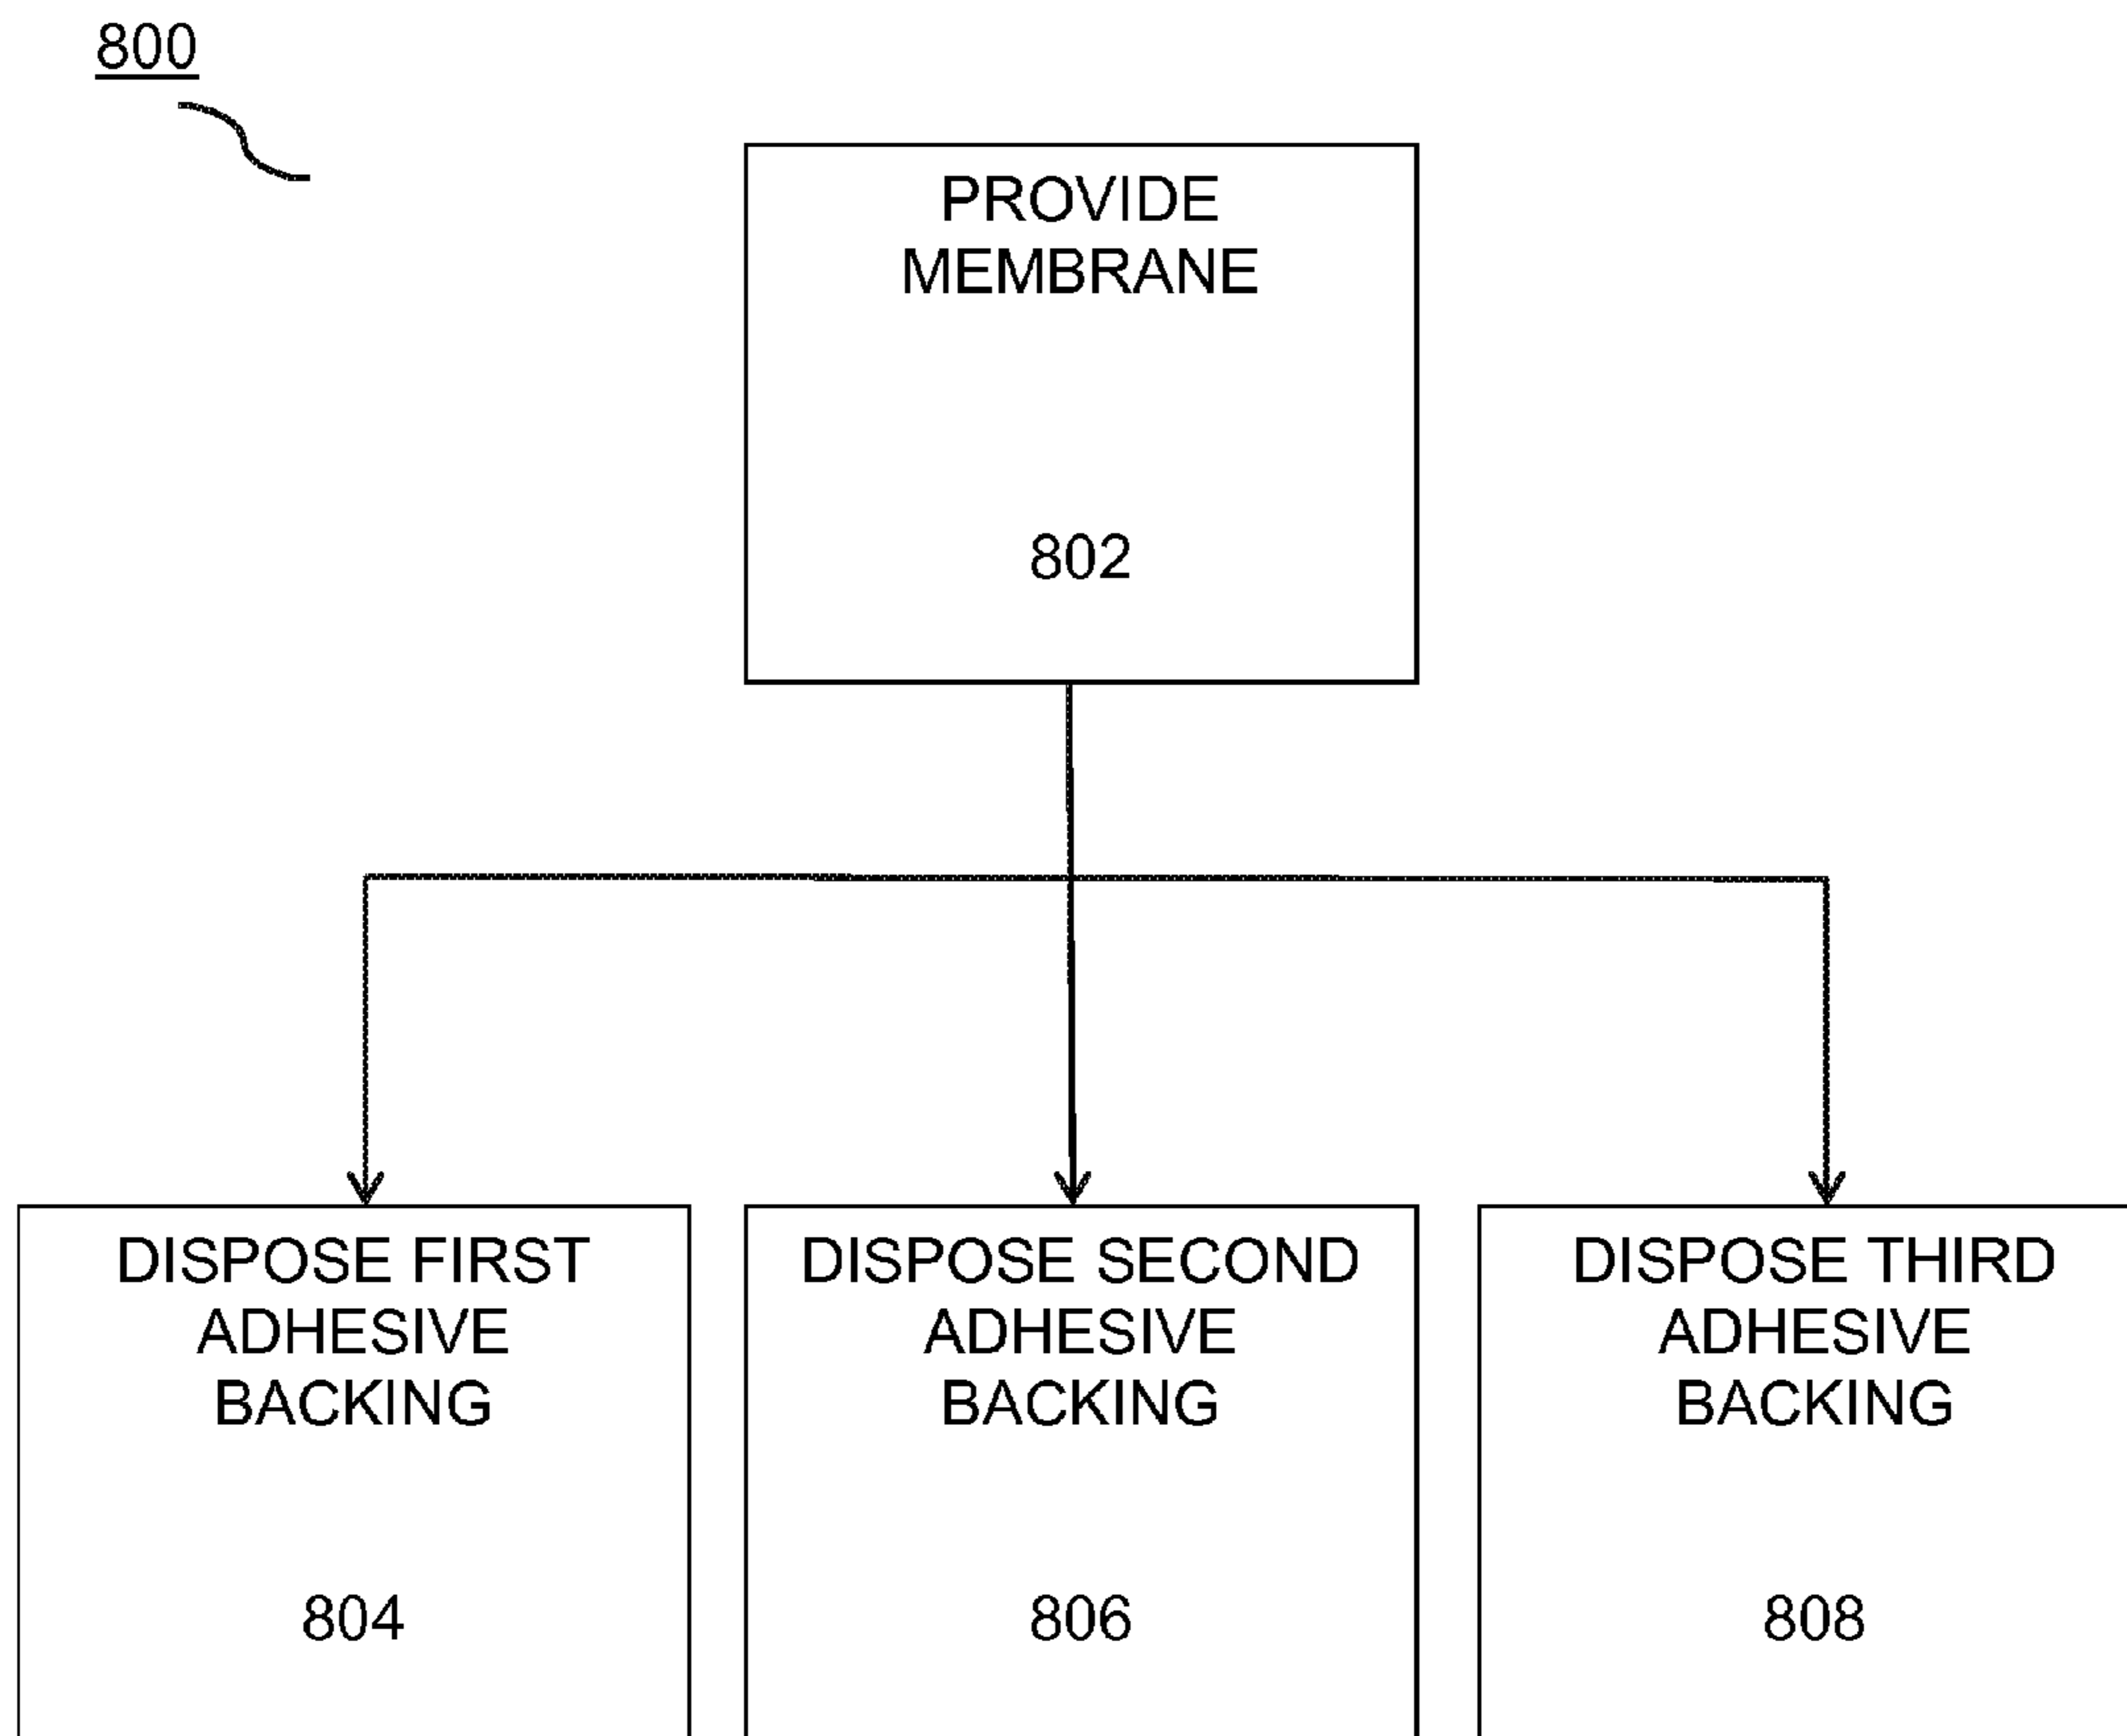 800
PROVIDE
MEMBRANE
802
DISPOSE FIRST
ADHESIVE
BACKING
804
DISPOSE SECOND
ADHESIVE
BACKING
806
DISPOSE THIRD
ADHESIVE
BACKING
808